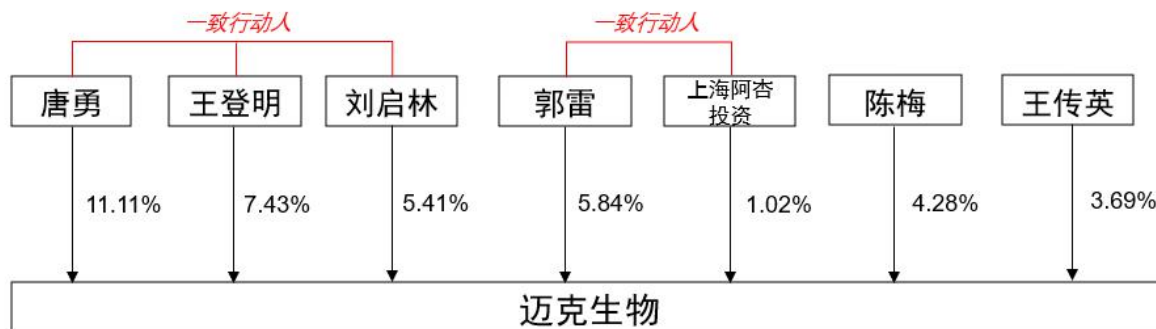 一致行动人 一致行动人
唐勇 王登明 刘启林 郭雷 上海阿杏 陈梅 王传英
投资
11.11% 7.43% 5.41% 5.84% 1.02% 4.28% 3.69%
迈克生物